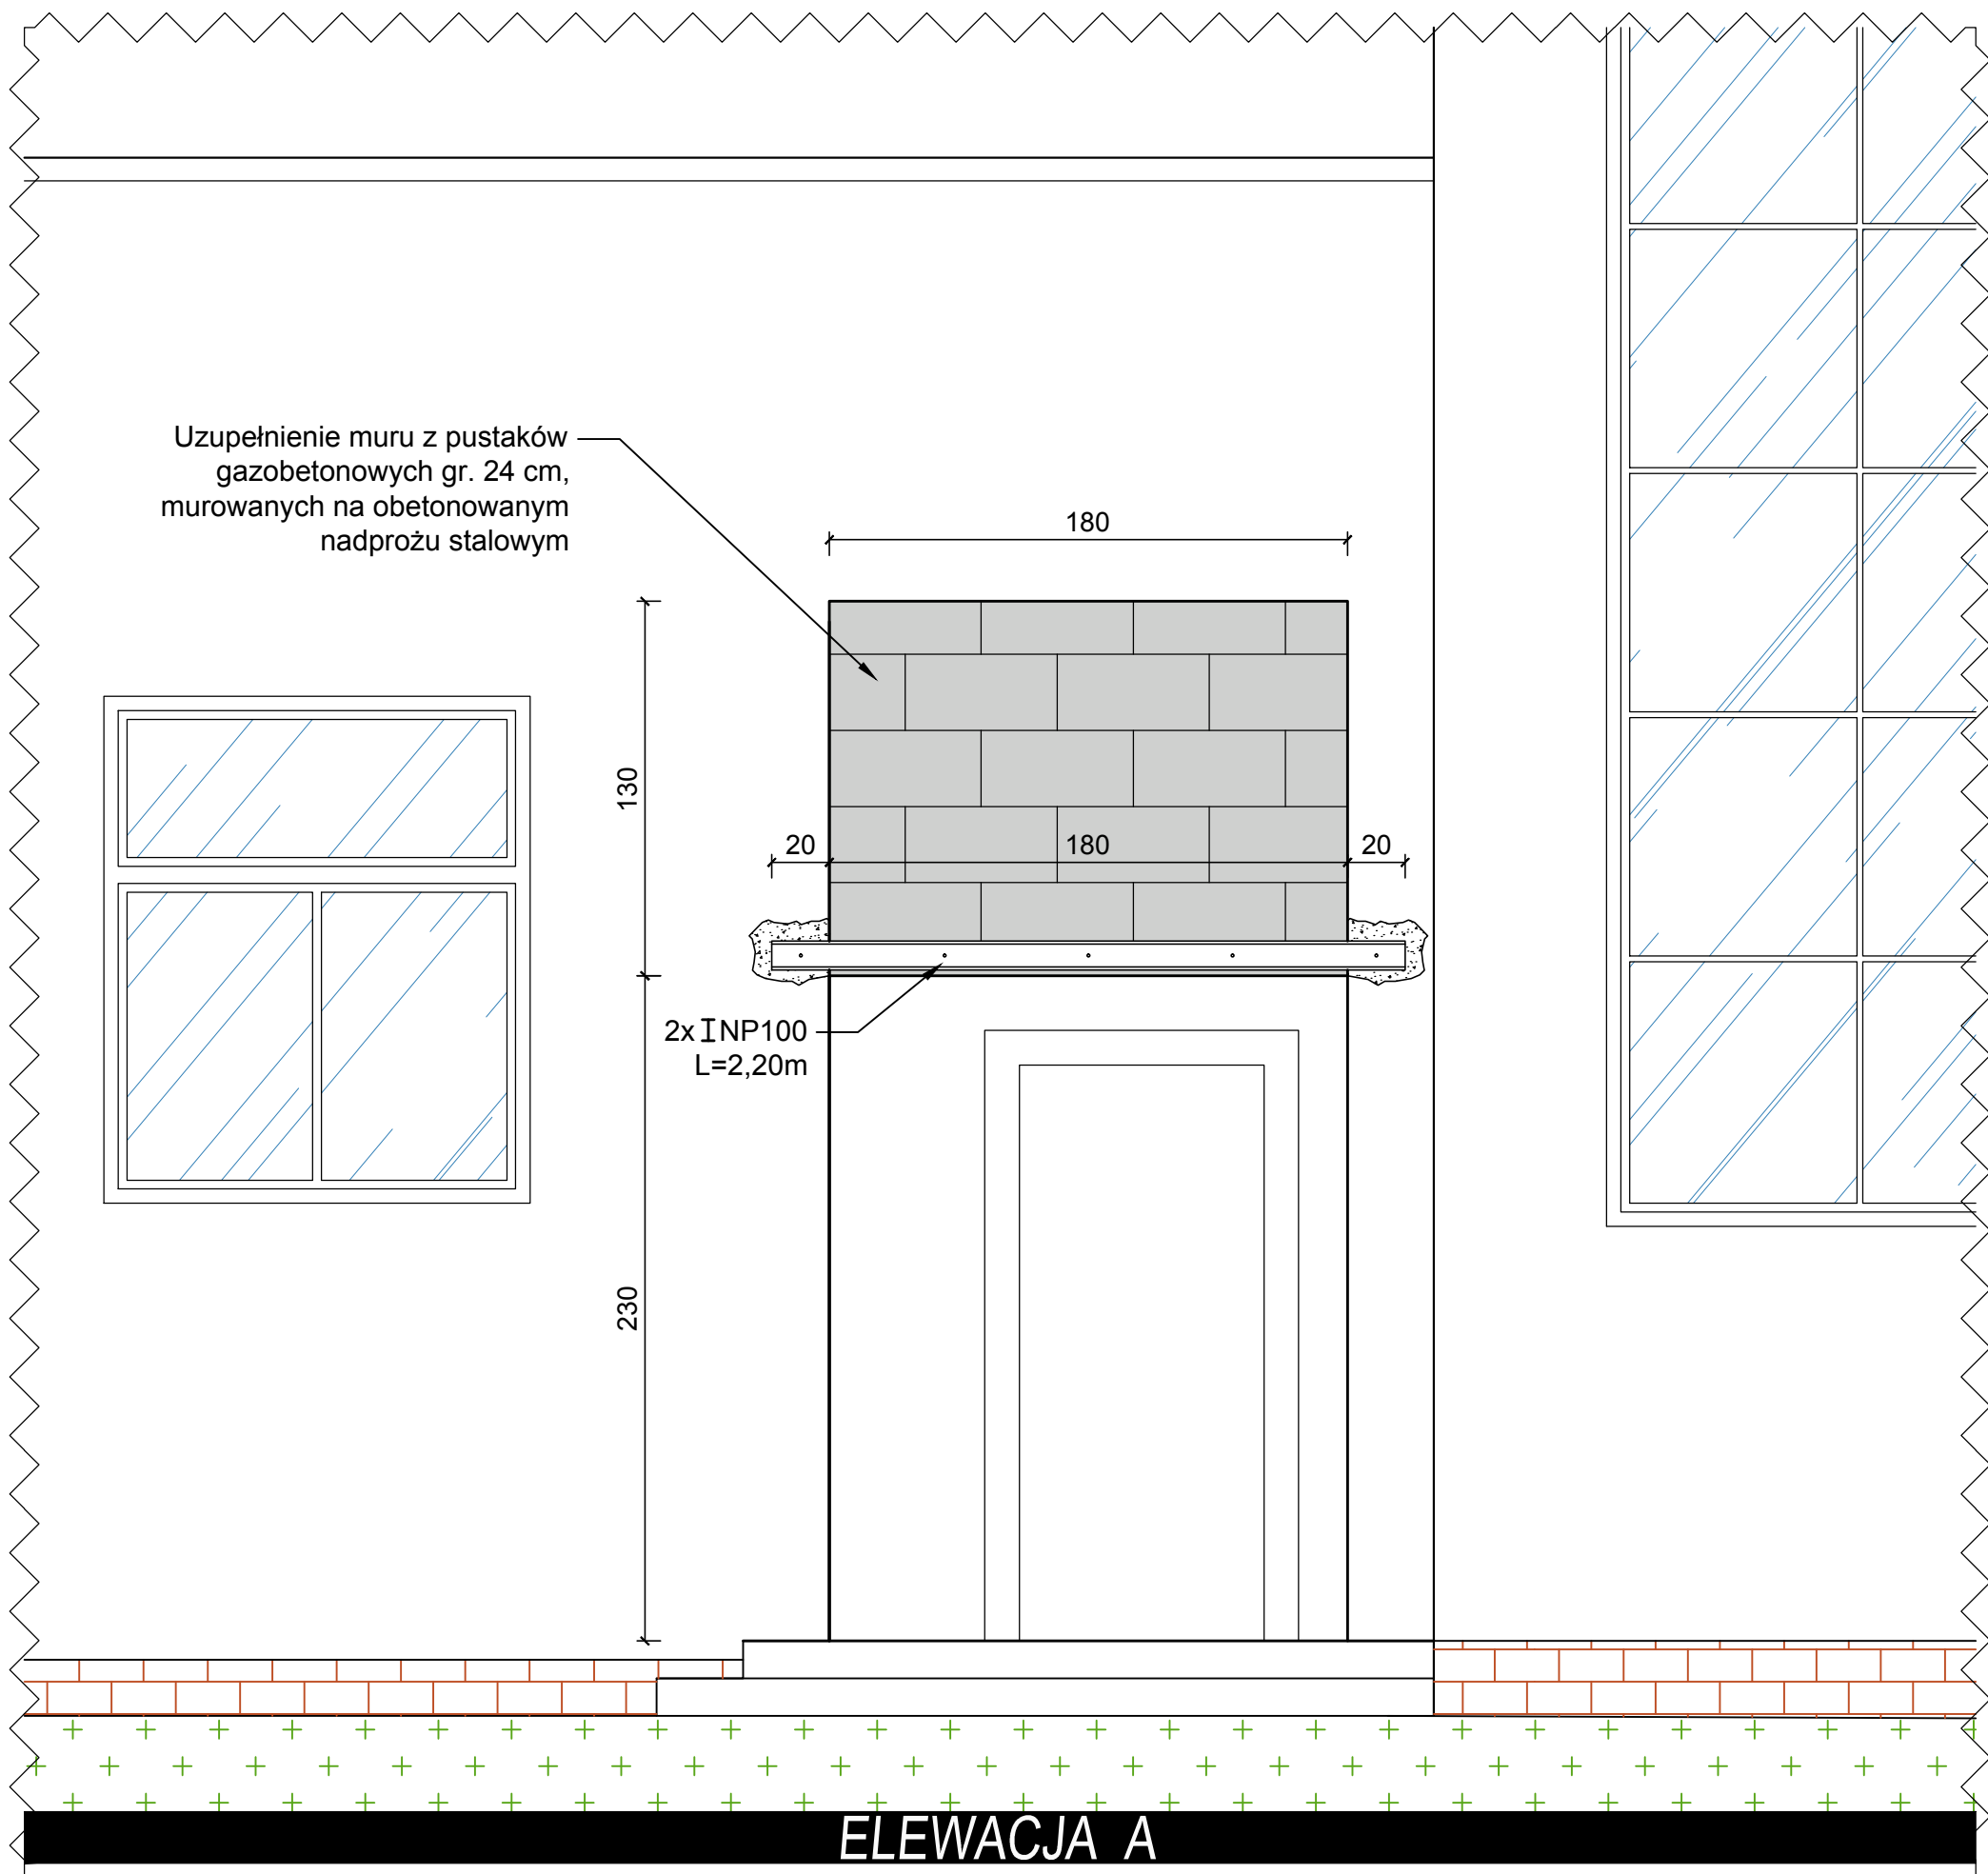 Uzupełnienie muru z pustaków
gazobetonowych gr. 24 cm,
murowanych na obetonowanym
nadprożu stalowym
180
130
20
180
20
2x I NP100
L=2,20m
230
ELEWACJA A